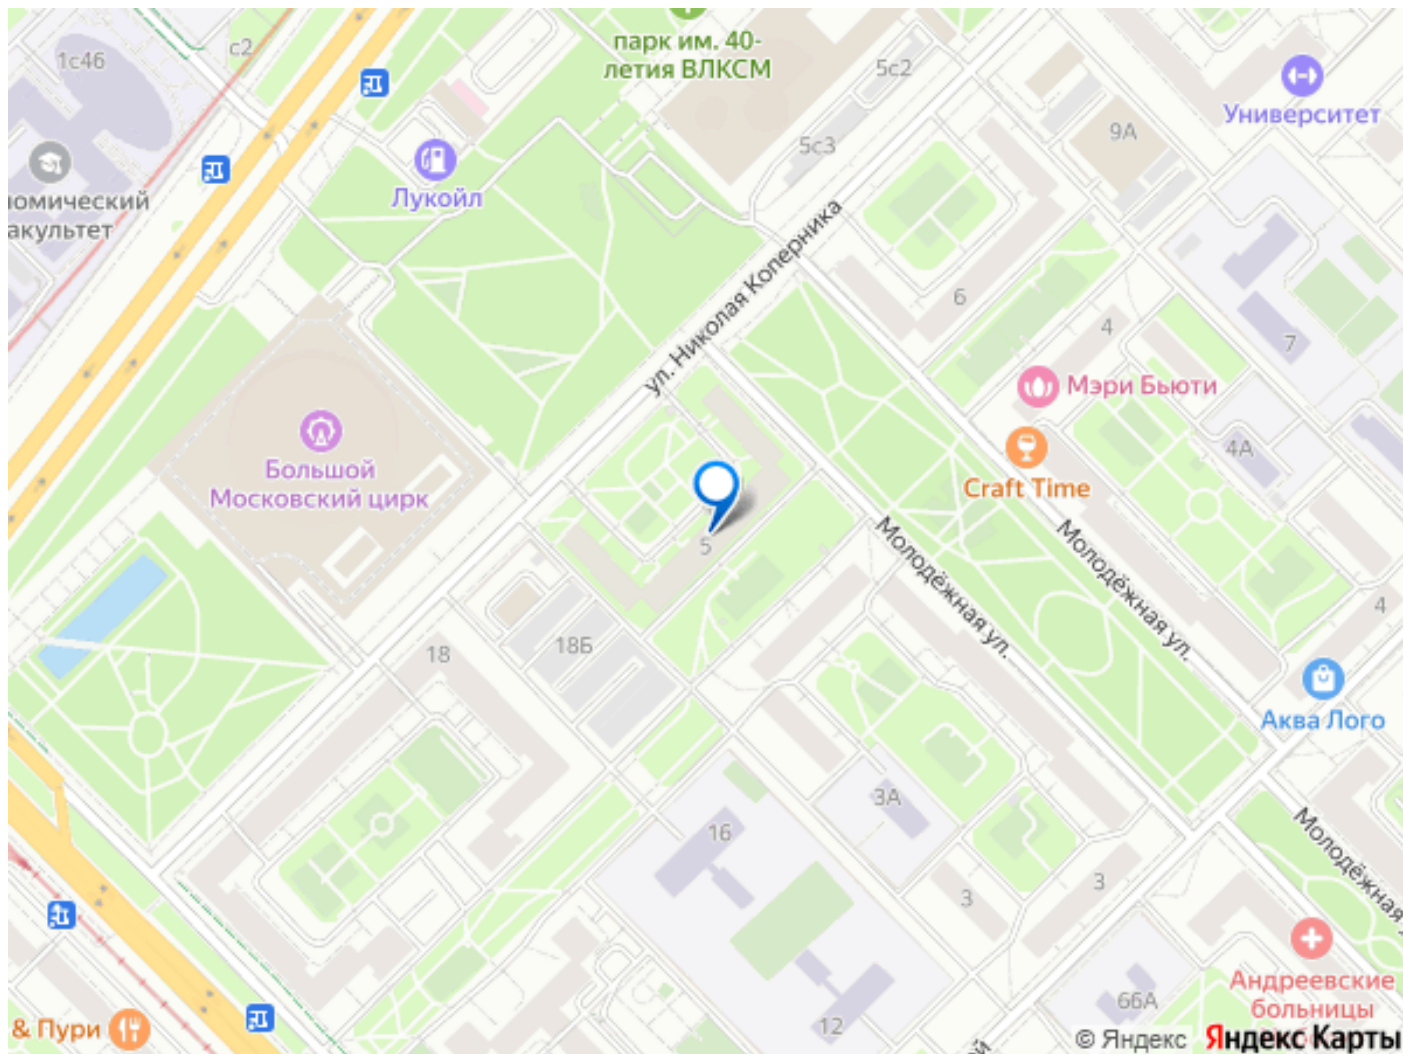 1с46
с2
парк им. 40-
летия ВЛКСМ
5с2
Университет
9А
5с3
Лукойл
номический
акультет
ул. Николая Коперника
6
4
7
Мэри Бьюти
4А
Большой
Московский цирк
Craft Time
5
Молодёжная ул.
Молодёжная ул.
4
18
18Б
Аква Лого
3А
16
Молодёжная
3
3
Андреевские
больницы
66А
12
& Пури
© Яндекс Яндекс Карты